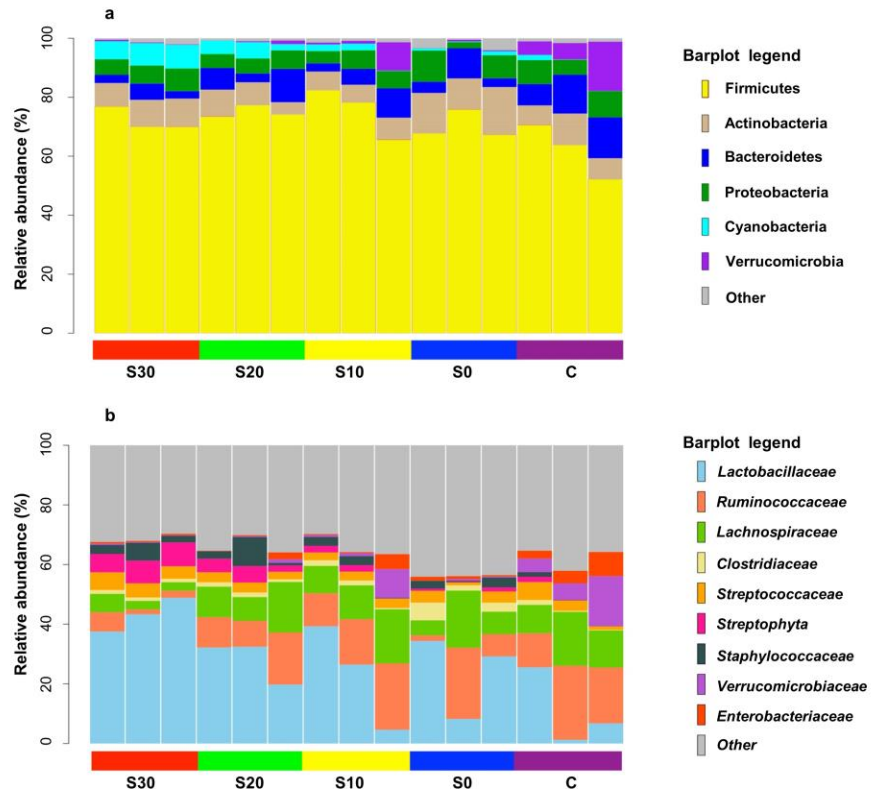 a
Relative abundance (%)
100
80
60
40
20
0
S30 S20 S10 S0 C
Barplot legend
Firmicutes
Actinobacteria
Bacteroidetes
Proteobacteria
Cyanobacteria
Verrucomicrobia
Other
b
Relative abundance (%)
100
80
60
40
20
0
S30 S20 S10 S0 C
Barplot legend
Lactobacillaceae
Ruminococcaceae
Lachnospiraceae
Clostridiaceae
Streptococcaceae
Streptophyta
Staphylococcaceae
Verrucomicrobiaceae
Enterobacteriaceae
Other